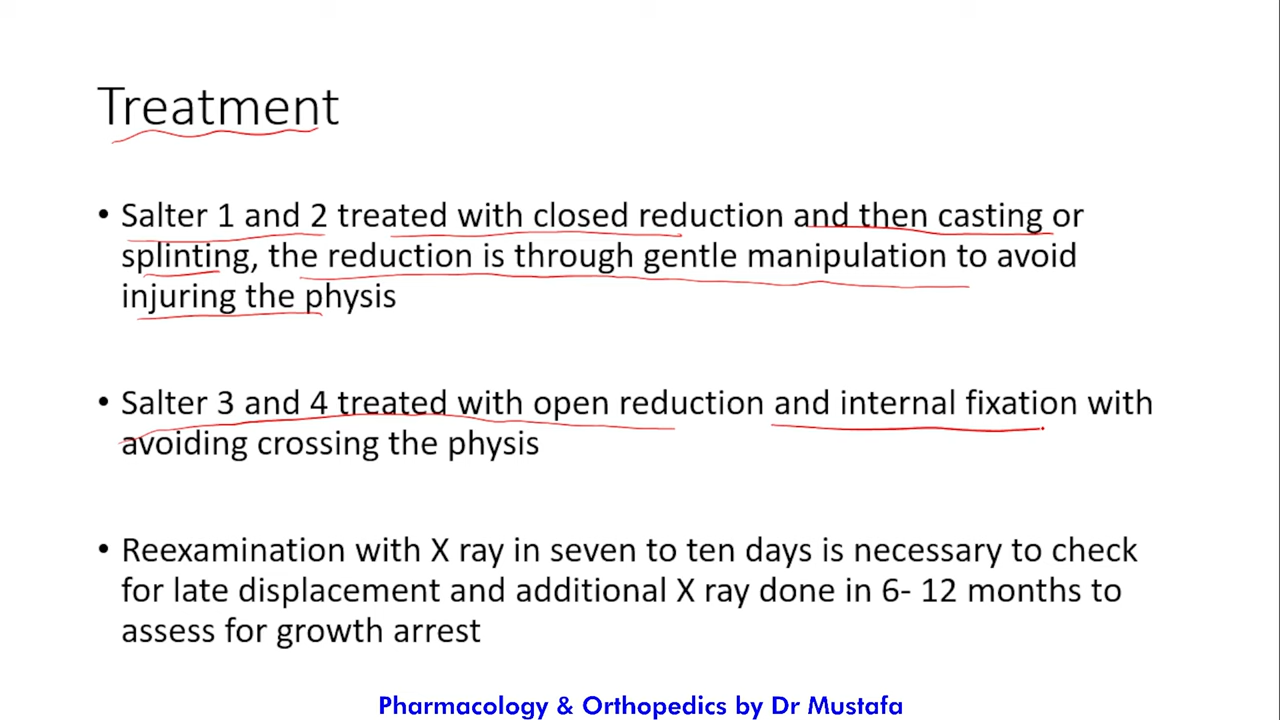 Treatment
• Salter 1 and 2 treated with closed reduction and then casting or
splinting, the reduction is through gentle manipulation to avoid
injuring the physis
• Salter 3 and 4 treated with open reduction and internal fixation with
avoiding crossing the physis
• Reexamination with X ray in seven to ten days is necessary to check
for late displacement and additional X ray done in 6- 12 months to
assess for growth arrest
Pharmacology & Orthopedics by Dr Mustafa